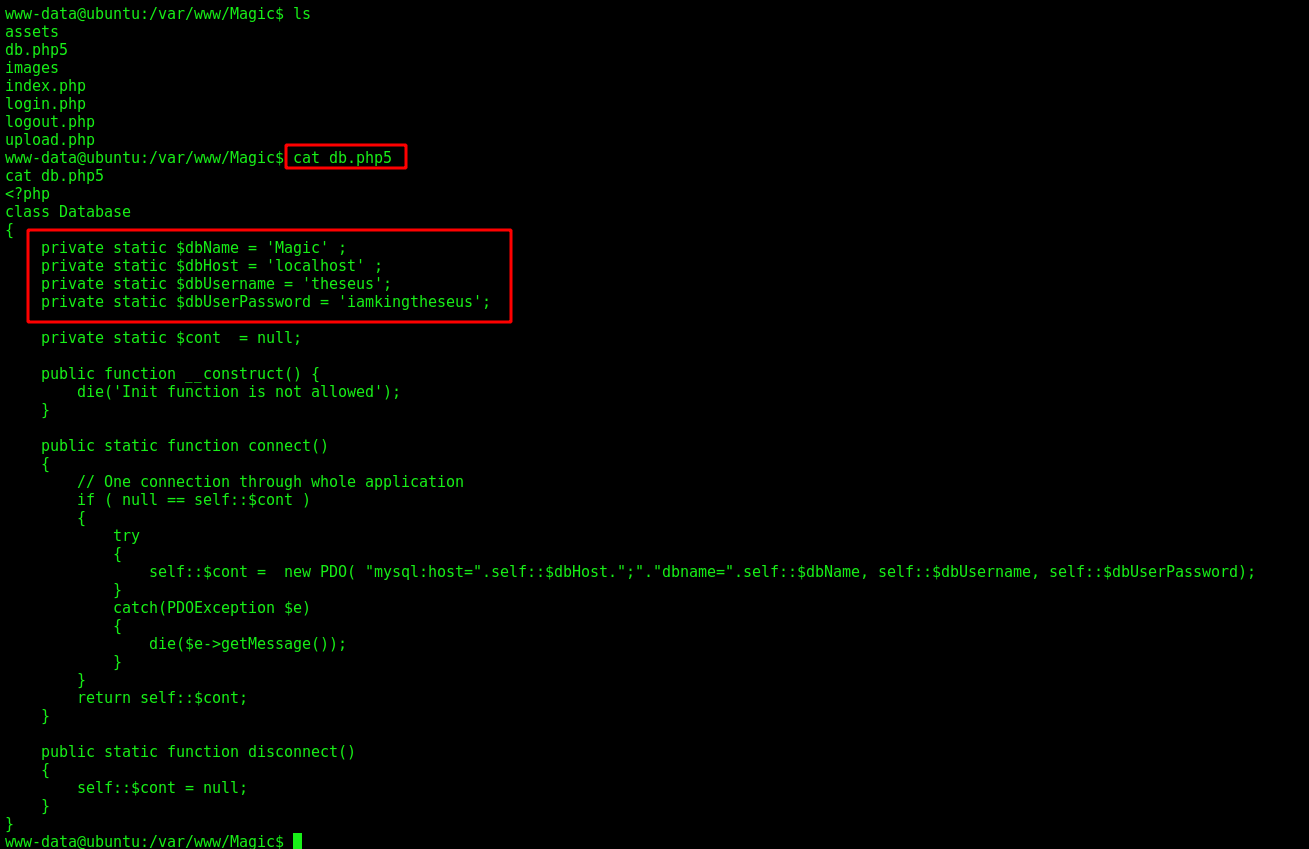 www-data@ubuntu:/var/www/Magic$ ls
assets
db.php5
images
index.php
login.php
logout.php
upload.php
www-data@ubuntu:/var/www/Magic$ cat db.php5
cat db.php5
<?php
class Database
{
    private static $dbName = 'Magic' ;
    private static $dbHost = 'localhost' ;
    private static $dbUsername = 'theseus';
    private static $dbUserPassword = 'iamkingtheseus';

    private static $cont  = null;

    public function __construct() {
        die('Init function is not allowed');
    }

    public static function connect()
    {
        // One connection through whole application
        if ( null == self::$cont )
        {
            try
            {
                self::$cont =  new PDO( "mysql:host=".self::$dbHost.";"."dbname=".self::$dbName, self::$dbUsername, self::$dbUserPassword);
            }
            catch(PDOException $e)
            {
                die($e->getMessage());
            }
        }
        return self::$cont;
    }

    public static function disconnect()
    {
        self::$cont = null;
    }
}
www-data@ubuntu:/var/www/Magic$